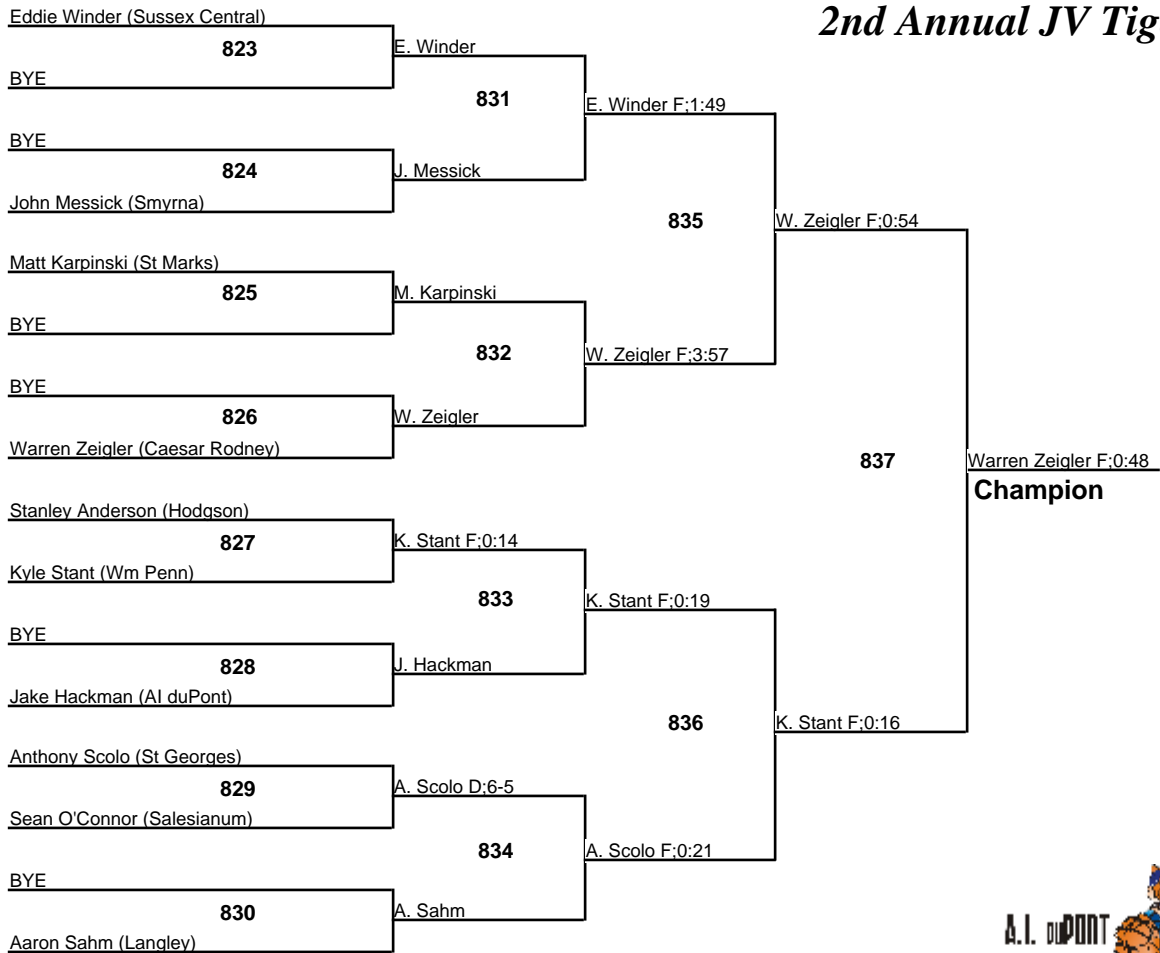 2nd Annual JV Tig
Eddie Winder (Sussex Central)
823
BYE
E. Winder
831
E. Winder F;1:49
BYE
824
John Messick (Smyrna)
J. Messick
835
W. Zeigler F;0:54
Matt Karpinski (St Marks)
825
BYE
M. Karpinski
832
W. Zeigler F;3:57
BYE
826
Warren Zeigler (Caesar Rodney)
W. Zeigler
837
Warren Zeigler F;0:48
Champion
Stanley Anderson (Hodgson)
827
Kyle Stant (Wm Penn)
K. Stant F;0:14
833
K. Stant F;0:19
BYE
828
Jake Hackman (AI duPont)
J. Hackman
836
K. Stant F;0:16
Anthony Scolo (St Georges)
829
Sean O'Connor (Salesianum)
A. Scolo D;6-5
834
A. Scolo F;0:21
BYE
830
Aaron Sahm (Langley)
A. Sahm
A.I. duPONT